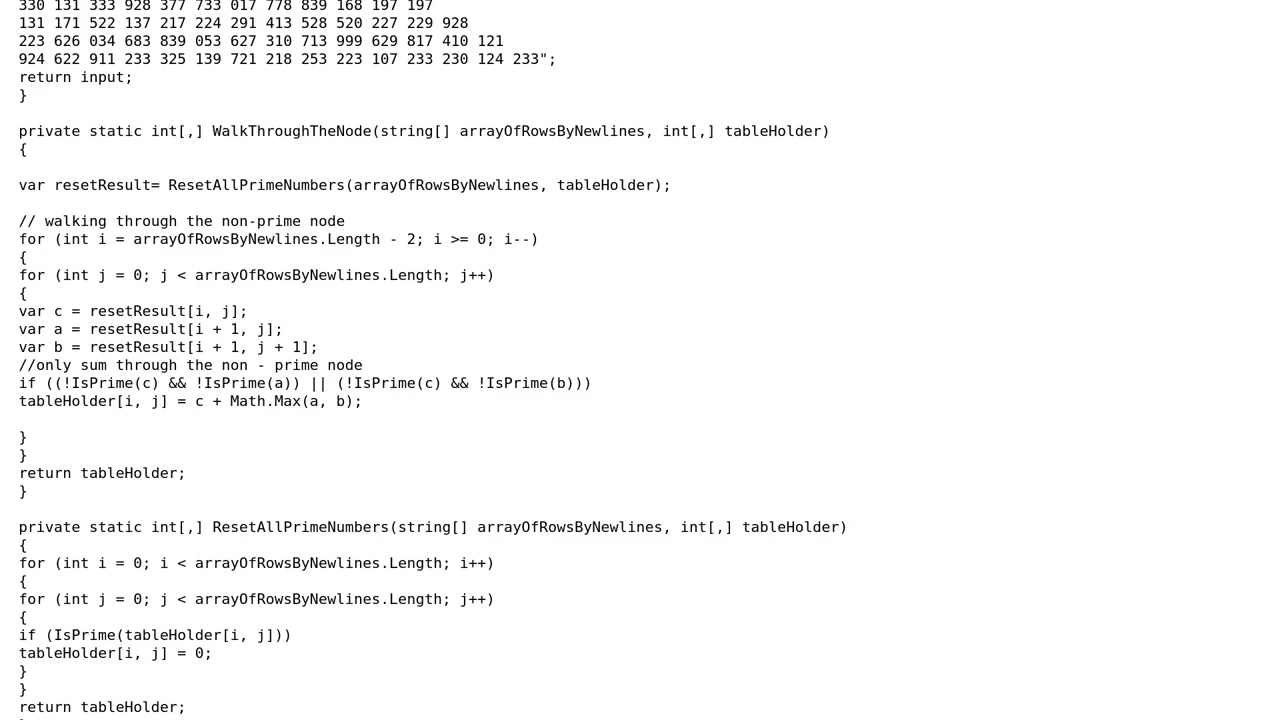 330 131 333 928 377 733 017 778 839 168 197 197
131 171 522 137 217 224 291 413 528 520 227 229 928
223 626 034 683 839 053 627 310 713 999 629 817 410 121
924 622 911 233 325 139 721 218 253 223 107 233 230 124 233";
return input;
}
private static int[,] WalkThroughTheNode(string[] arrayOfRowsByNewlines, int[,] tableHolder)
{
var resetResult= ResetAllPrimeNumbers(arrayOfRowsByNewlines, tableHolder);
// walking through the non-prime node
for (int i = arrayOfRowsByNewlines.Length - 2; i >= 0; i--)
{
for (int j = 0; j < arrayOfRowsByNewlines.Length; j++)
{
var c = resetResult[i, j];
var a = resetResult[i + 1, j];
var b = resetResult[i + 1, j + 1];
//only sum through the non - prime node
if ((!IsPrime(c) && !IsPrime(a)) || (!IsPrime(c) && !IsPrime(b)))
tableHolder[i, j] = c + Math.Max(a, b);
}
}
return tableHolder;
}
private static int[,] ResetAllPrimeNumbers(string[] arrayOfRowsByNewlines, int[,] tableHolder)
{
for (int i = 0; i < arrayOfRowsByNewlines.Length; i++)
{
for (int j = 0; j < arrayOfRowsByNewlines.Length; j++)
{
if (IsPrime(tableHolder[i, j]))
tableHolder[i, j] = 0;
}
}
return tableHolder;